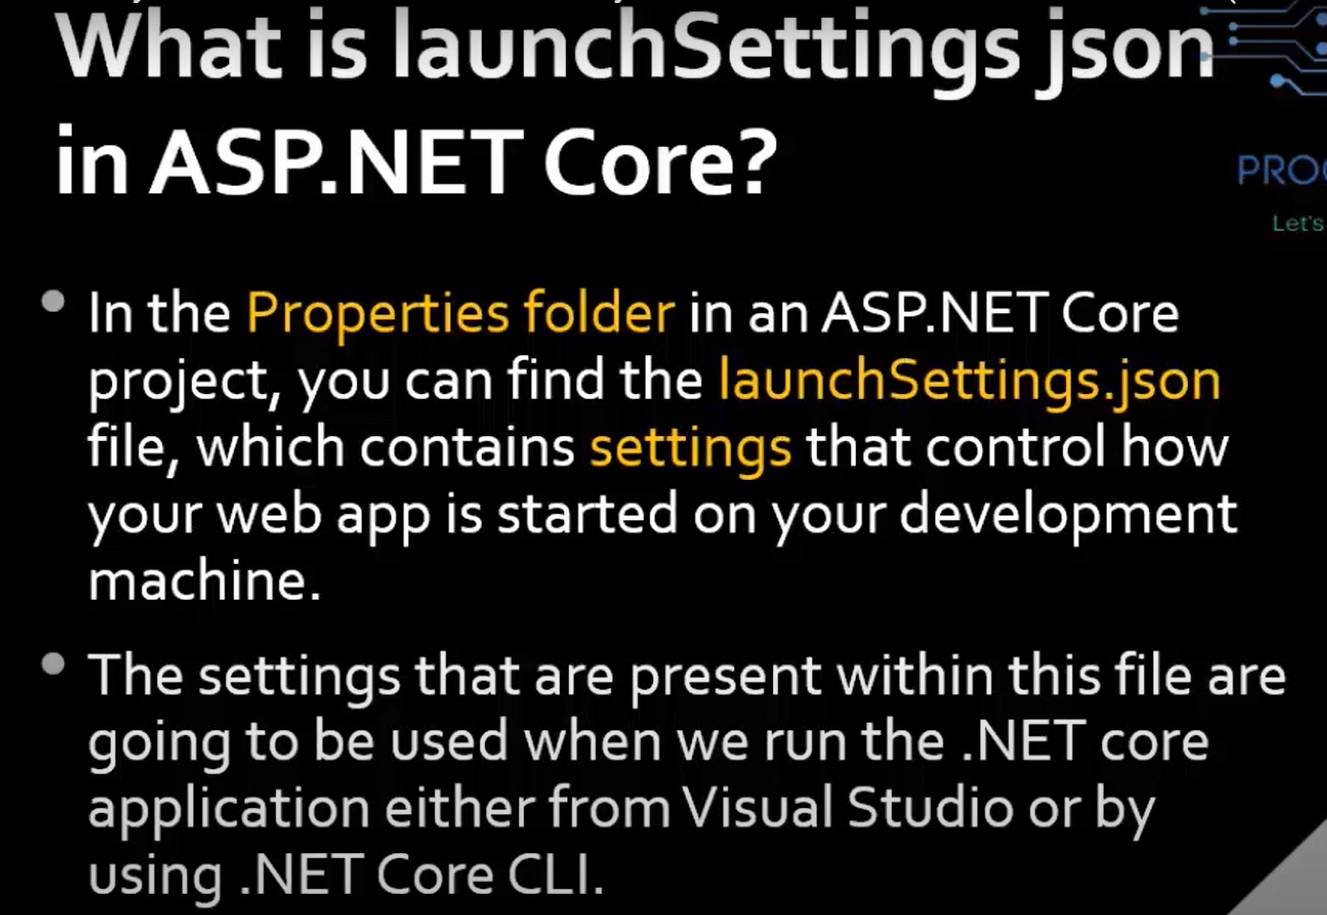 What is launchSettings json
in ASP.NET Core?
PRO
Let's
In the Properties folder in an ASP.NET Core
project, you can find the launchSettings.json
file, which contains settings that control how
your web app is started on your development
machine.
The settings that are present within this file are
going to be used when we run the .NET core
application either from Visual Studio or by
using .NET Core CLI.